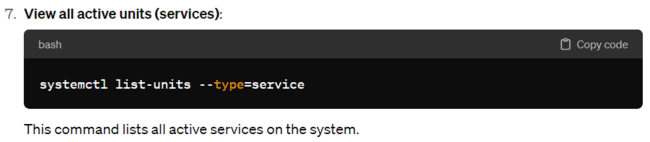 7. View all active units (services):
bash Copy code
systemctl list-units --type=service
This command lists all active services on the system.